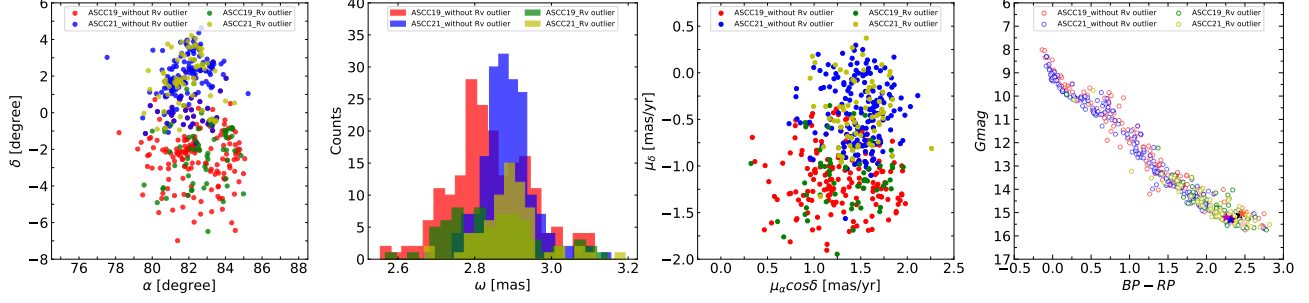 ASCC19_without Rv outlier
ASCC21_without Rv outlier
ASCC19_Rv outlier
ASCC21_Rv outlier
6
4
2
0
−2
−4
−6
−8
δ [degree]
76 78 80 82 84 86 88
α [degree]
ASCC19_without Rv outlier
ASCC21_without Rv outlier
ASCC19_Rv outlier
ASCC21_Rv outlier
40
35
30
25
20
15
10
5
0
Counts
2.6 2.8 3.0 3.2
ω [mas]
ASCC19_without Rv outlier
ASCC21_without Rv outlier
ASCC19_Rv outlier
ASCC21_Rv outlier
0.5
0.0
−0.5
−1.0
−1.5
−2.0
μδ [mas/yr]
0.0 0.5 1.0 1.5 2.0 2.5
μαcosδ [mas/yr]
ASCC19_without Rv outlier
ASCC21_without Rv outlier
ASCC19_Rv outlier
ASCC21_Rv outlier
6
7
8
9
10
11
12
13
14
15
16
17
Gmag
−0.5 0.0 0.5 1.0 1.5 2.0 2.5 3.0
BP − RP